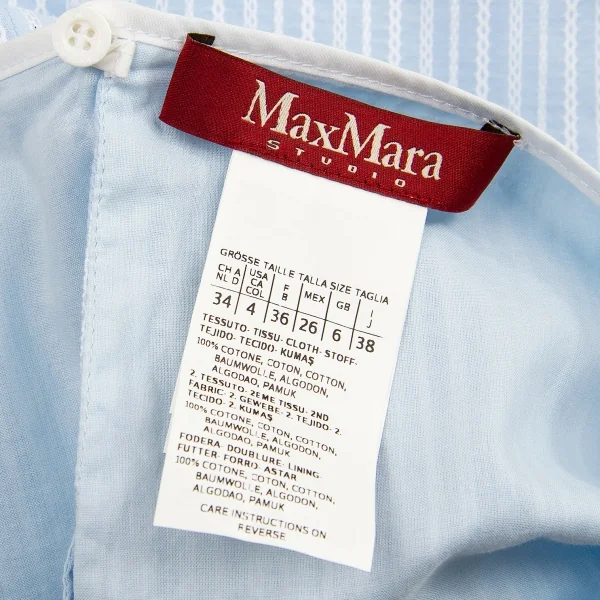 MaxMara
STUDIO
GRÖSSE TAILLE TALLA SIZE TAGLIA
CH A NL D USA CA COL F B MEX GB I J
34 4 36 26 6 38
TESSUTO- TISSU- CLOTH- STOFF-
TEJIDO- TECIDO- KUMAŞ
100% COTONE, COTON, COTTON,
BAUMWOLLE, ALGODON,
ALGODAO, PAMUK
2. TESSUTO- 2EME TISSU- 2ND
FABRIC- 2. GEWEBE- 2. TEJIDO- 2.
TECIDO- 2. KUMAŞ
100% COTONE, COTON, COTTON,
BAUMWOLLE, ALGODON,
ALGODAO, PAMUK
FODERA- DOUBLURE- LINING-
FUTTER- FORRO- ASTAR
100% COTONE, COTON, COTTON,
BAUMWOLLE, ALGODON,
ALGODAO, PAMUK
CARE INSTRUCTIONS ON
REVERSE